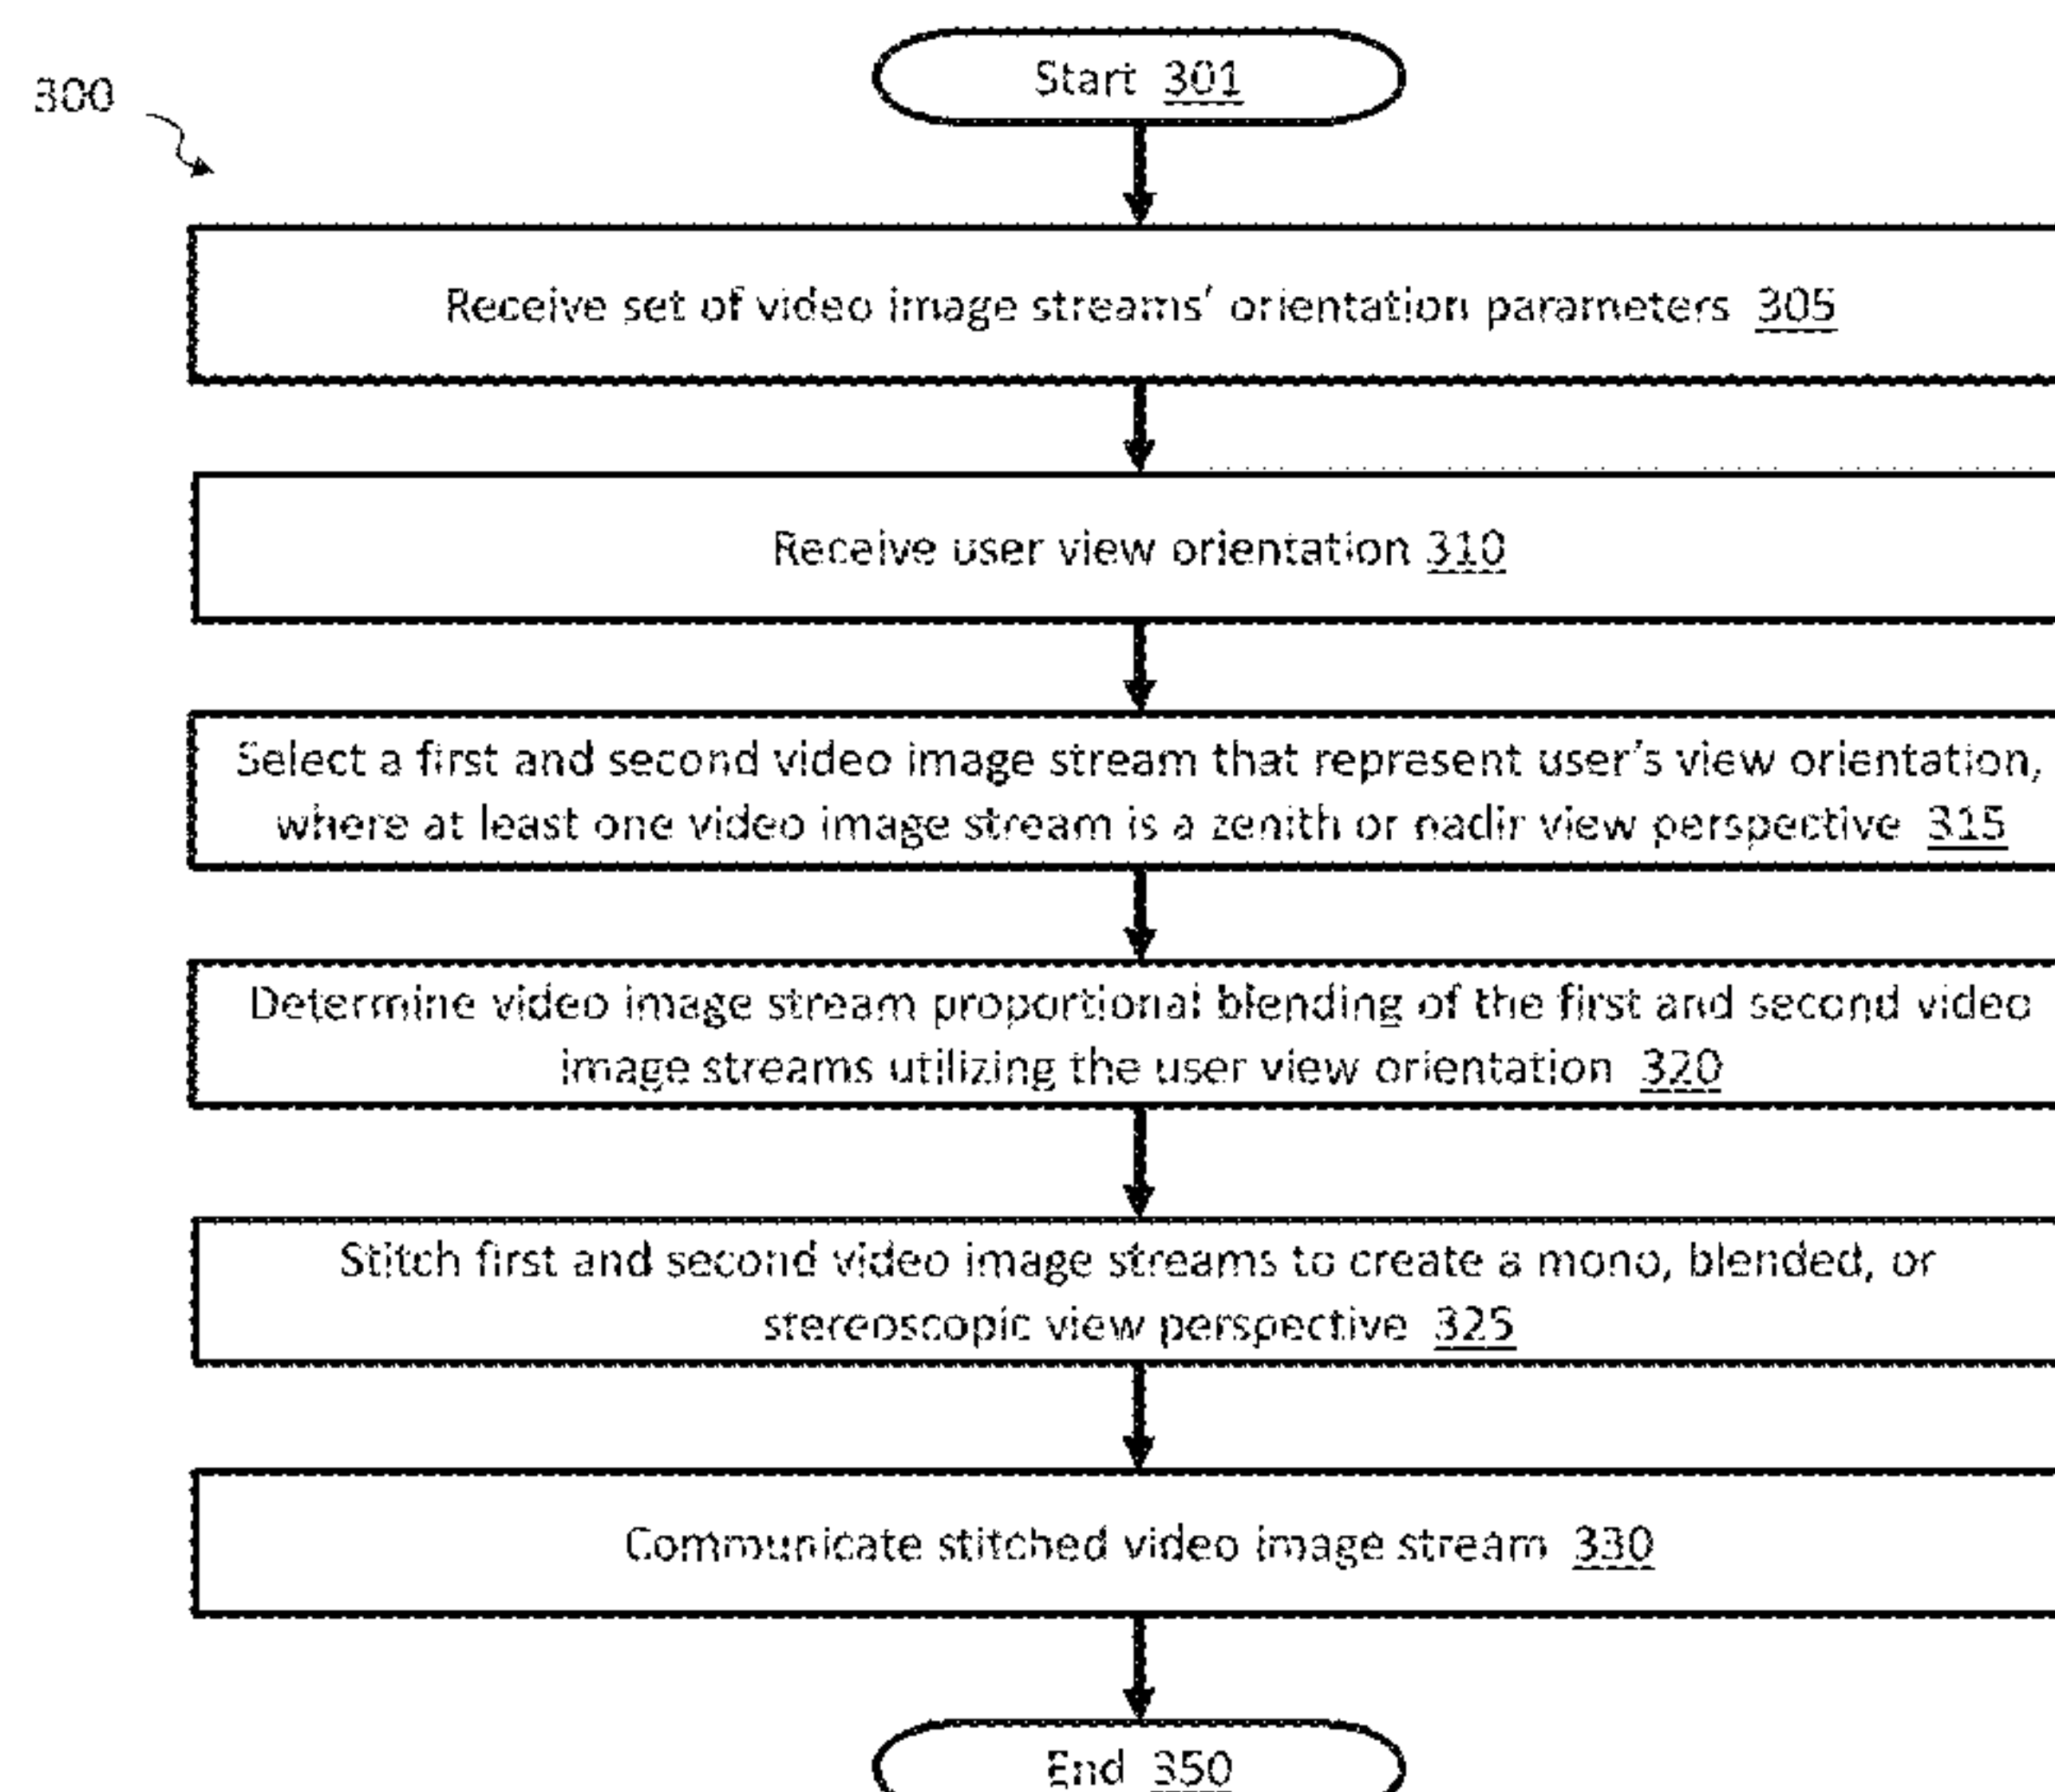 300
Start 301
Receive set of video image streams' orientation parameters 305
Receive user view orientation 310
Select a first and second video image stream that represent user's view orientation,
where at least one video image stream is a zenith or nadir view perspective 315
Determine video image stream proportional blending of the first and second video
image streams utilizing the user view orientation 320
Stitch first and second video image streams to create a mono, blended, or
stereoscopic view perspective 325
Communicate stitched video image stream 330
End 350